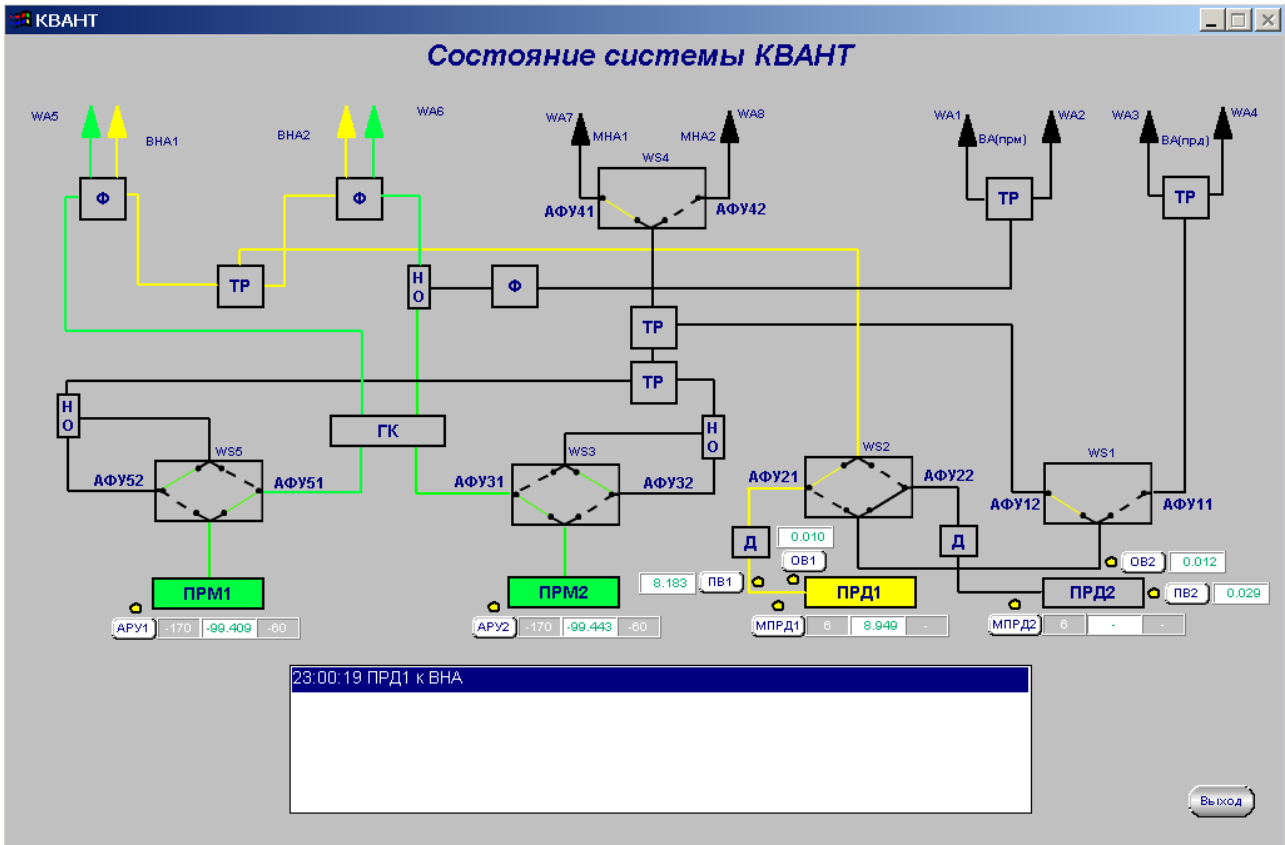 КВАНТ
Состояние системы КВАНТ
WA5
ВНА1
ВНА2
WA6
WA7
МНА1
МНА2
WA8
WA1
ВА(прм)
WA2
WA3
ВА(прд)
WA4
WS4
Ф
Ф
ТР
ТР
АФУ41
АФУ42
ТР
НО
Ф
ТР
ТР
НО
ГК
НО
WS5
WS3
WS2
WS1
АФУ52
АФУ51
АФУ31
АФУ32
АФУ21
АФУ22
АФУ12
АФУ11
Д
0.010
ОВ1
Д
ОВ2
0.012
ПРМ1
ПРМ2
8.183
ПВ1
ПРД1
ПРД2
ПВ2
0.029
АРУ1
-170
-99.409
-60
АРУ2
-170
-99.443
-60
МПРД1
6
8.949
-
МПРД2
6
-
-
23:00:19 ПРД1 к ВНА
Выход